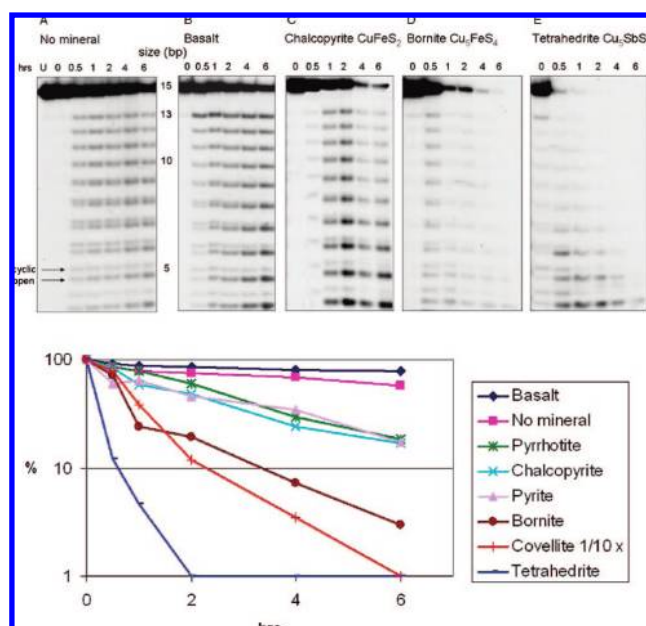 A B C D E
No mineral Basalt Chalcopyrite CuFeS2 Bornite Cu5FeS4 Tetrahedrite Cu3SbS
size (bp)
hrs U 0 0.5 1 2 4 6 0 0.5 1 2 4 6 0 0.5 1 2 4 6 0 0.5 1 2 4 6 0 0.5 1 2 4 6
15
13
10
cyclic
5
open
100
10
1
%
0 2 4 6
Basalt
No mineral
Pyrrhotite
Chalcopyrite
Pyrite
Bornite
Covellite 1/10 x
Tetrahedrite